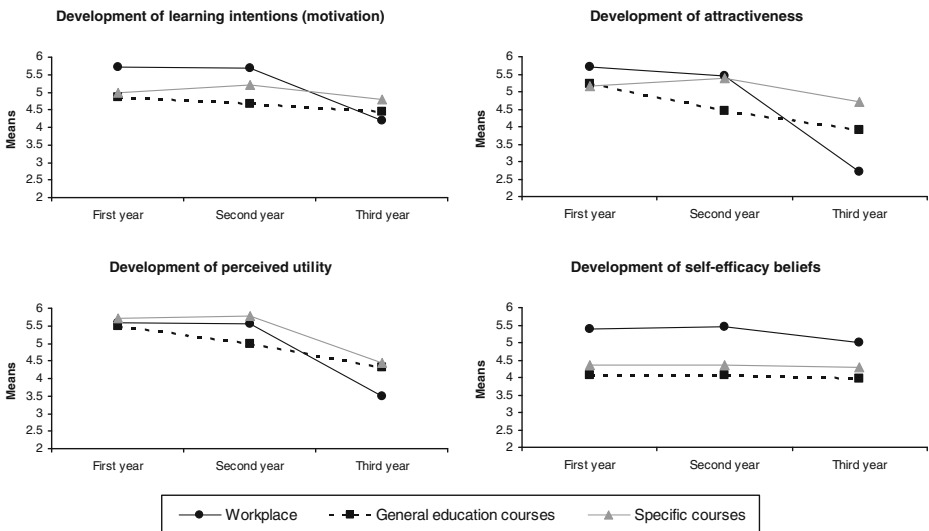 Development of learning intentions (motivation)
Means
6
5.5
5
4.5
4
3.5
3
2.5
2
First year Second year Third year
Development of attractiveness
Means
6
5.5
5
4.5
4
3.5
3
2.5
2
First year Second year Third year
Development of perceived utility
Means
6
5.5
5
4.5
4
3.5
3
2.5
2
First year Second year Third year
Development of self-efficacy beliefs
Means
6
5.5
5
4.5
4
3.5
3
2.5
2
First year Second year Third year
Workplace General education courses Specific courses